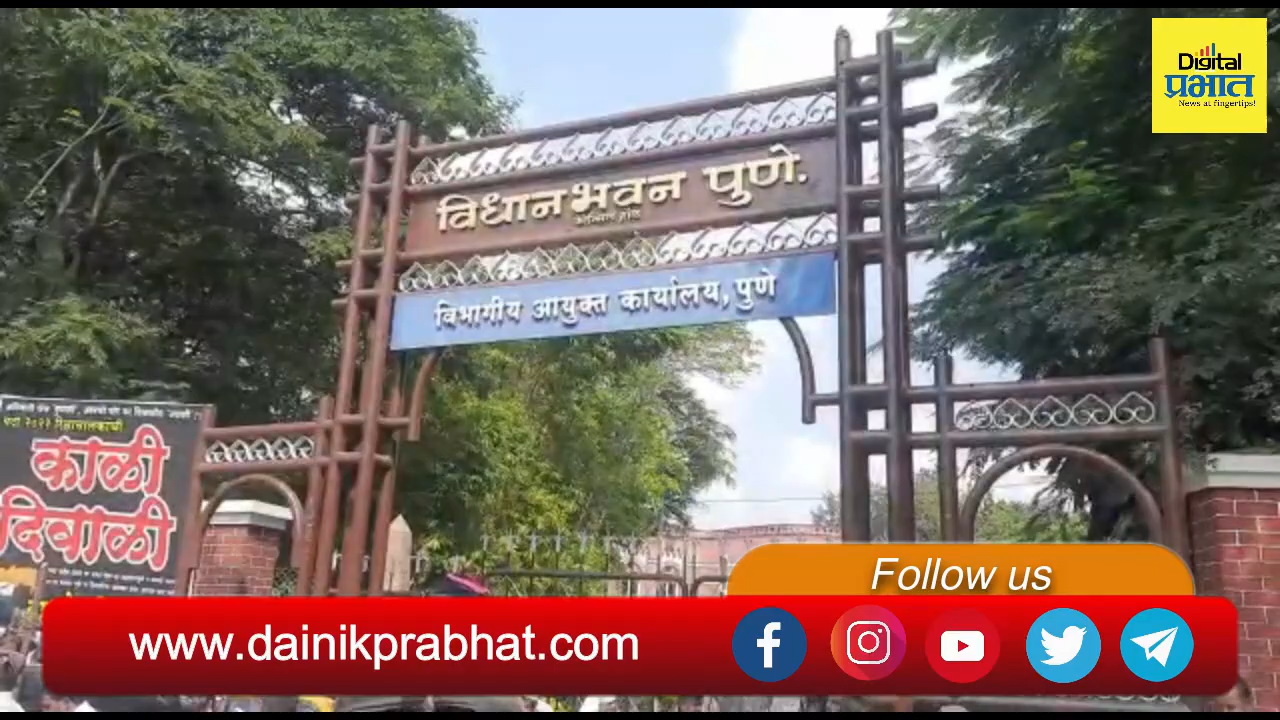 Digital
प्रभात
News at fingertips!
विधानभवन पुणे.
विभागीय आयुक्त कार्यालय, पुणे
काळी
दिवाळी
Follow us
www.dainikprabhat.com